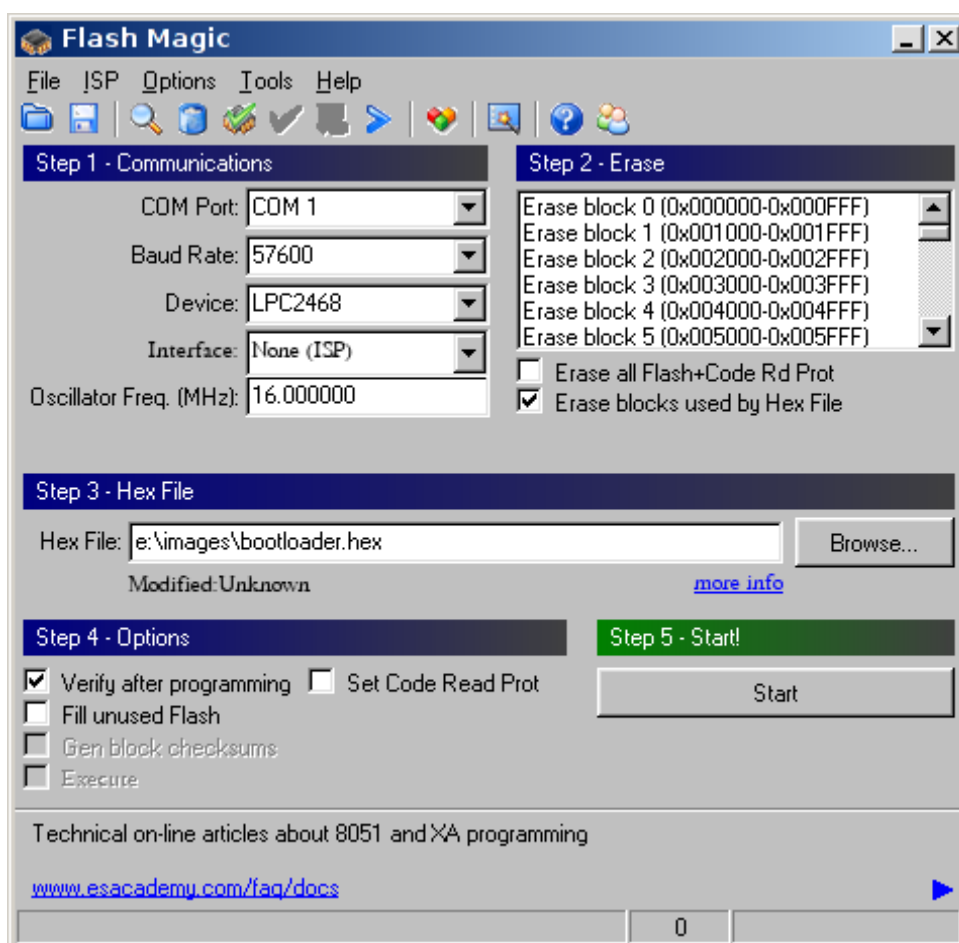 Flash Magic
File ISP Options Tools Help
Step 1 - Communications
COM Port: COM 1
Baud Rate: 57600
Device: LPC2468
Interface: None (ISP)
Oscillator Freq. (MHz): 16.000000
Step 2 - Erase
Erase block 0 (0x000000-0x000FFF)
Erase block 1 (0x001000-0x001FFF)
Erase block 2 (0x002000-0x002FFF)
Erase block 3 (0x003000-0x003FFF)
Erase block 4 (0x004000-0x004FFF)
Erase block 5 (0x005000-0x005FFF)
Erase all Flash+Code Rd Prot
Erase blocks used by Hex File
Step 3 - Hex File
Hex File: e:\images\bootloader.hex Browse...
Modified:Unknown more info
Step 4 - Options
Verify after programming Set Code Read Prot
Fill unused Flash
Gen block checksums
Execute
Step 5 - Start!
Start
Technical on-line articles about 8051 and XA programming
www.esacademy.com/faq/docs
0